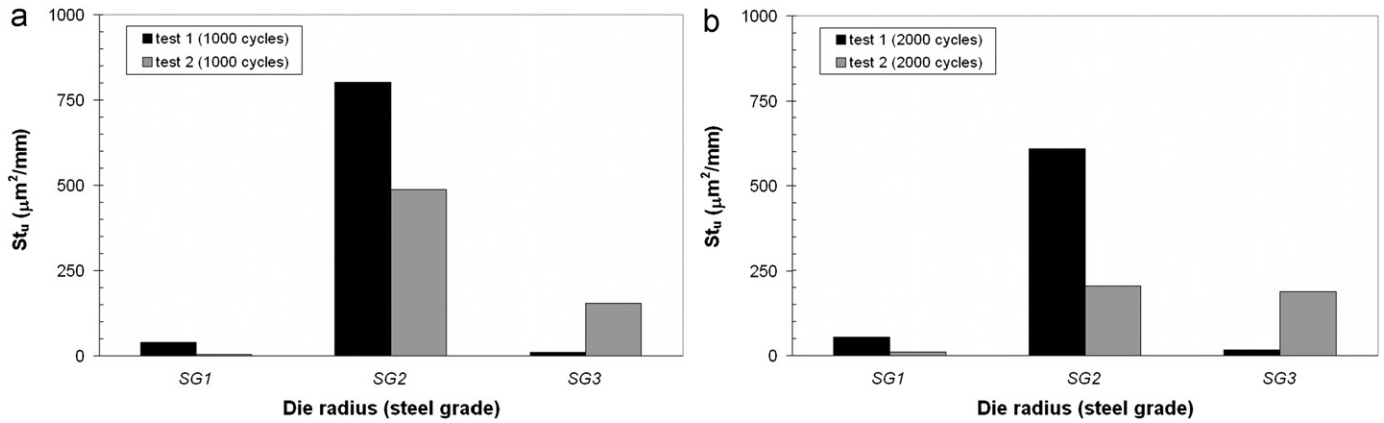 a
1000
750
500
250
0
St_u (μm²/mm)
test 1 (1000 cycles)
test 2 (1000 cycles)
SG1 SG2 SG3
Die radius (steel grade)
b
1000
750
500
250
0
St_u (μm²/mm)
test 1 (2000 cycles)
test 2 (2000 cycles)
SG1 SG2 SG3
Die radius (steel grade)